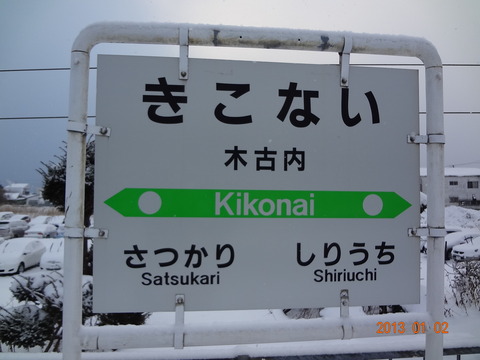 きこない
木古内
Kikonai
さつかり しりうち
Satsukari Shiriuchi
2013 01 02